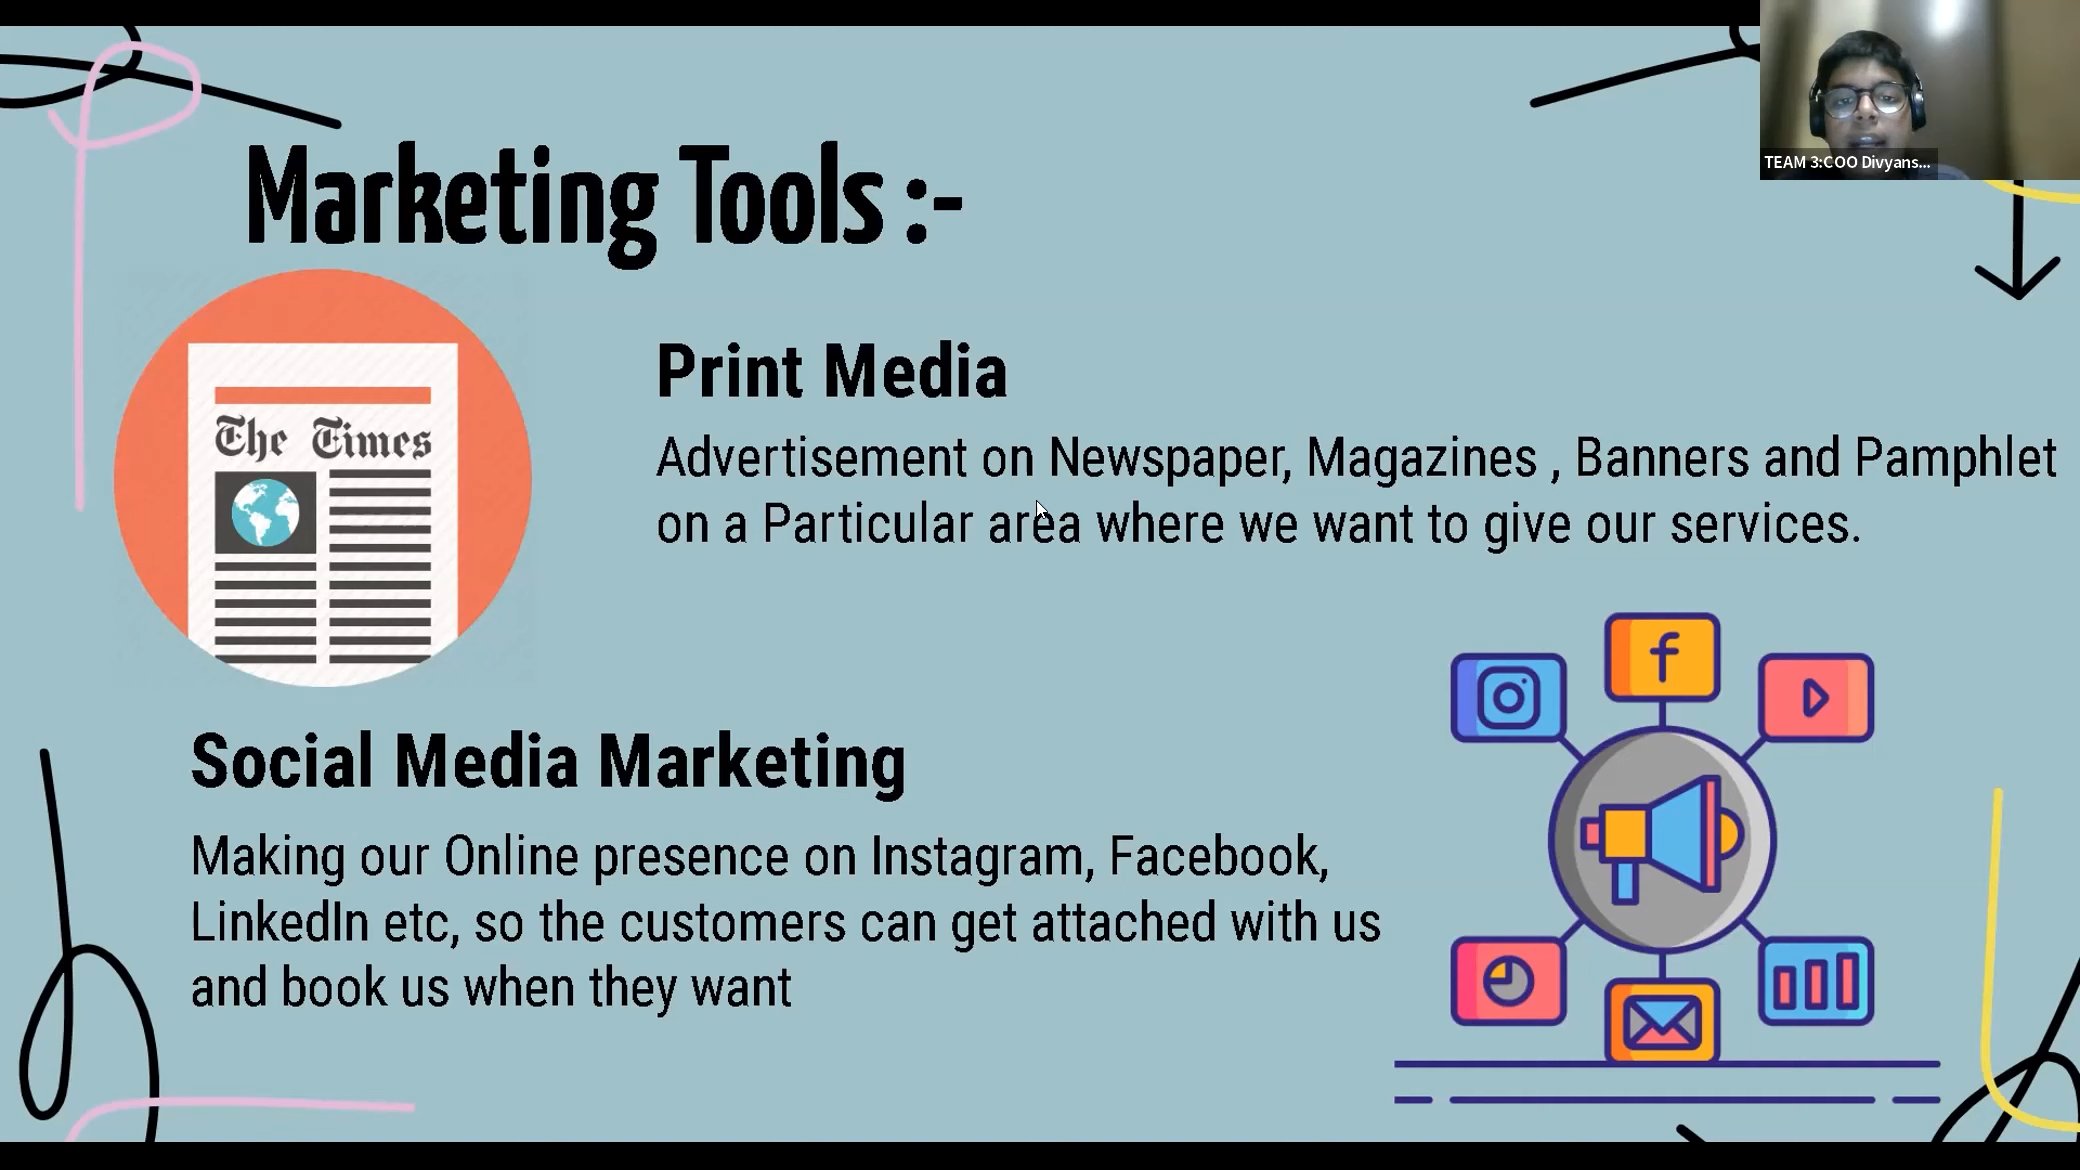 TEAM 3:COO Divyans...
Marketing Tools :-
The Times
Print Media
Advertisement on Newspaper, Magazines , Banners and Pamphlet
on a Particular area where we want to give our services.
Social Media Marketing
Making our Online presence on Instagram, Facebook,
LinkedIn etc, so the customers can get attached with us
and book us when they want